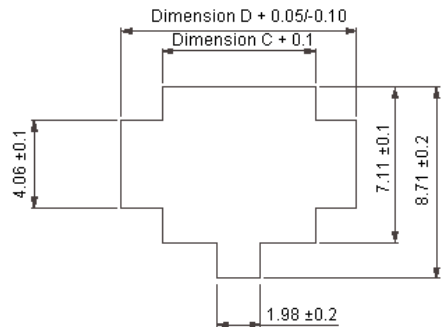 Dimension D + 0.05/-0.10
Dimension C + 0.1
4.06 ±0.1
7.11 ±0.1
8.71 ±0.2
1.98 ±0.2